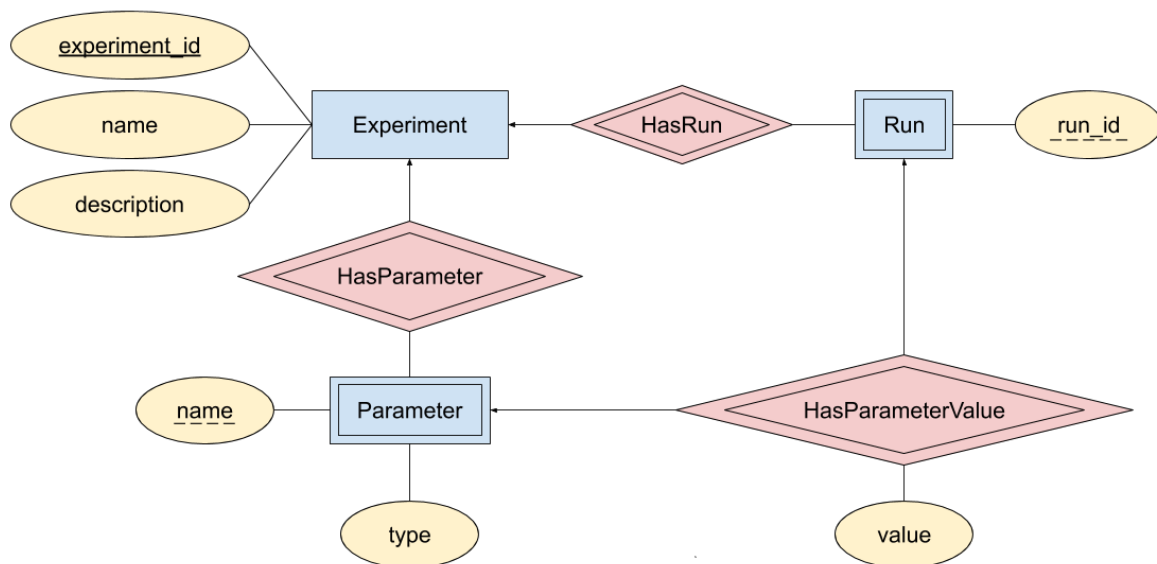 experiment_id
name
description
Experiment
HasRun
Run
run_id
HasParameter
name
Parameter
type
HasParameterValue
value